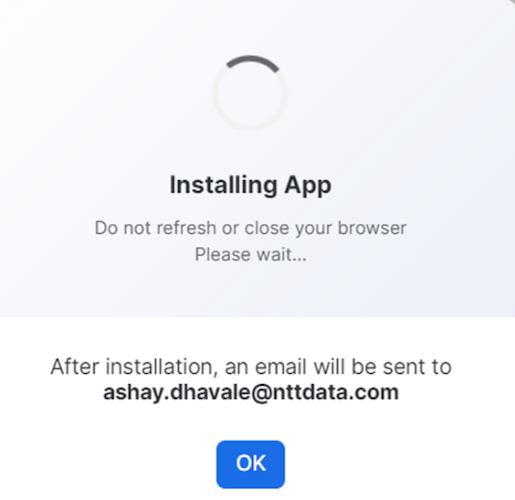 Installing App
Do not refresh or close your browser
Please wait...
After installation, an email will be sent to
ashay.dhavale@nttdata.com
OK